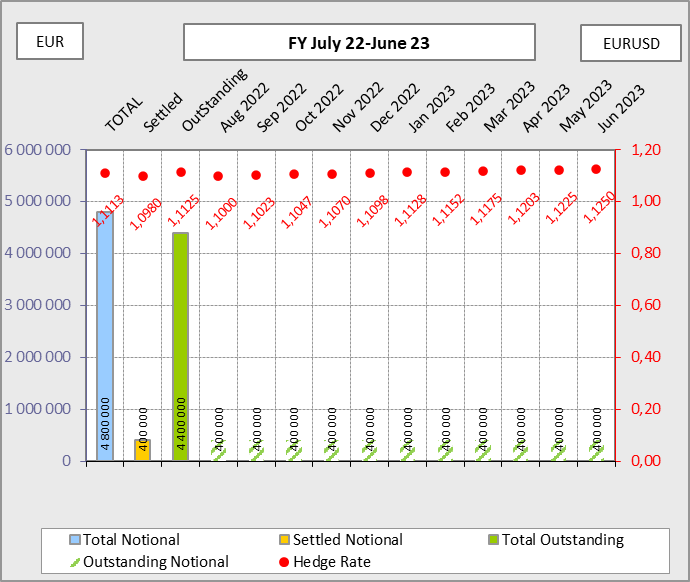 EUR
FY July 22-June 23
EURUSD
TOTAL
Settled
OutStanding
Aug 2022
Sep 2022
Oct 2022
Nov 2022
Dec 2022
Jan 2023
Feb 2023
Mar 2023
Apr 2023
May 2023
Jun 2023
6 000 000
5 000 000
4 000 000
3 000 000
2 000 000
1 000 000
0
1,20
1,00
0,80
0,60
0,40
0,20
0,00
1,1113
1,0980
1,1125
1,1000
1,1023
1,1047
1,1070
1,1098
1,1128
1,1152
1,1175
1,1203
1,1225
1,1250
4 800 000
400 000
4 400 000
400 000
400 000
400 000
400 000
400 000
400 000
400 000
400 000
400 000
400 000
400 000
Total Notional
Settled Notional
Total Outstanding
Outstanding Notional
Hedge Rate